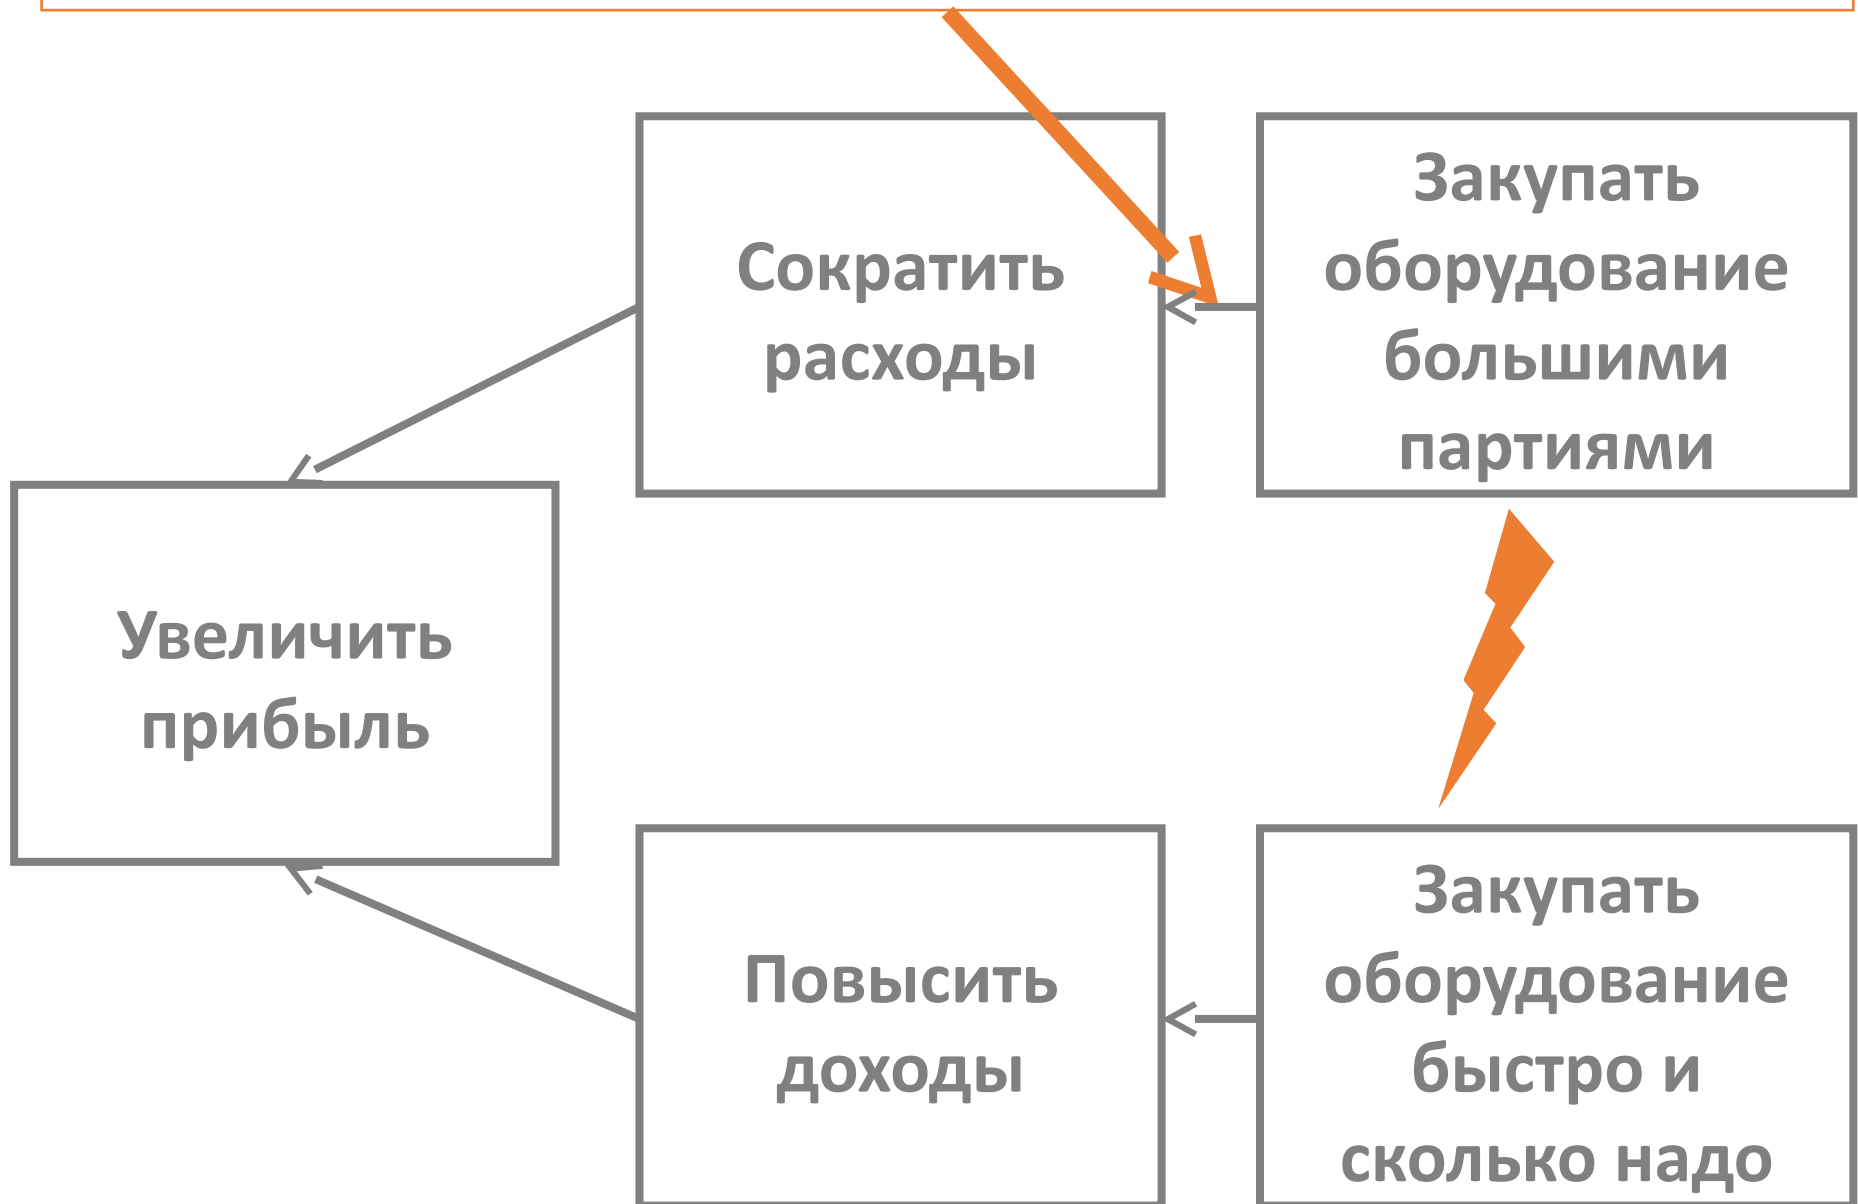 Сократить
расходы
Закупать
оборудование
большими
партиями
Увеличить
прибыль
Повысить
доходы
Закупать
оборудование
быстро и
сколько надо